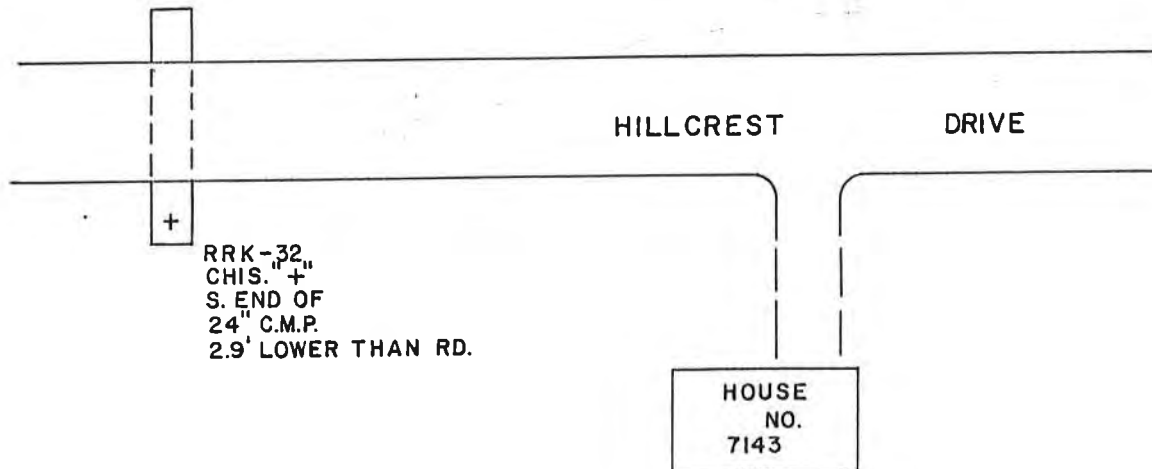 HILLCREST DRIVE
+
RRK-32
CHIS. "+"
S. END OF
24" C.M.P.
2.9' LOWER THAN RD.
HOUSE
NO.
7143